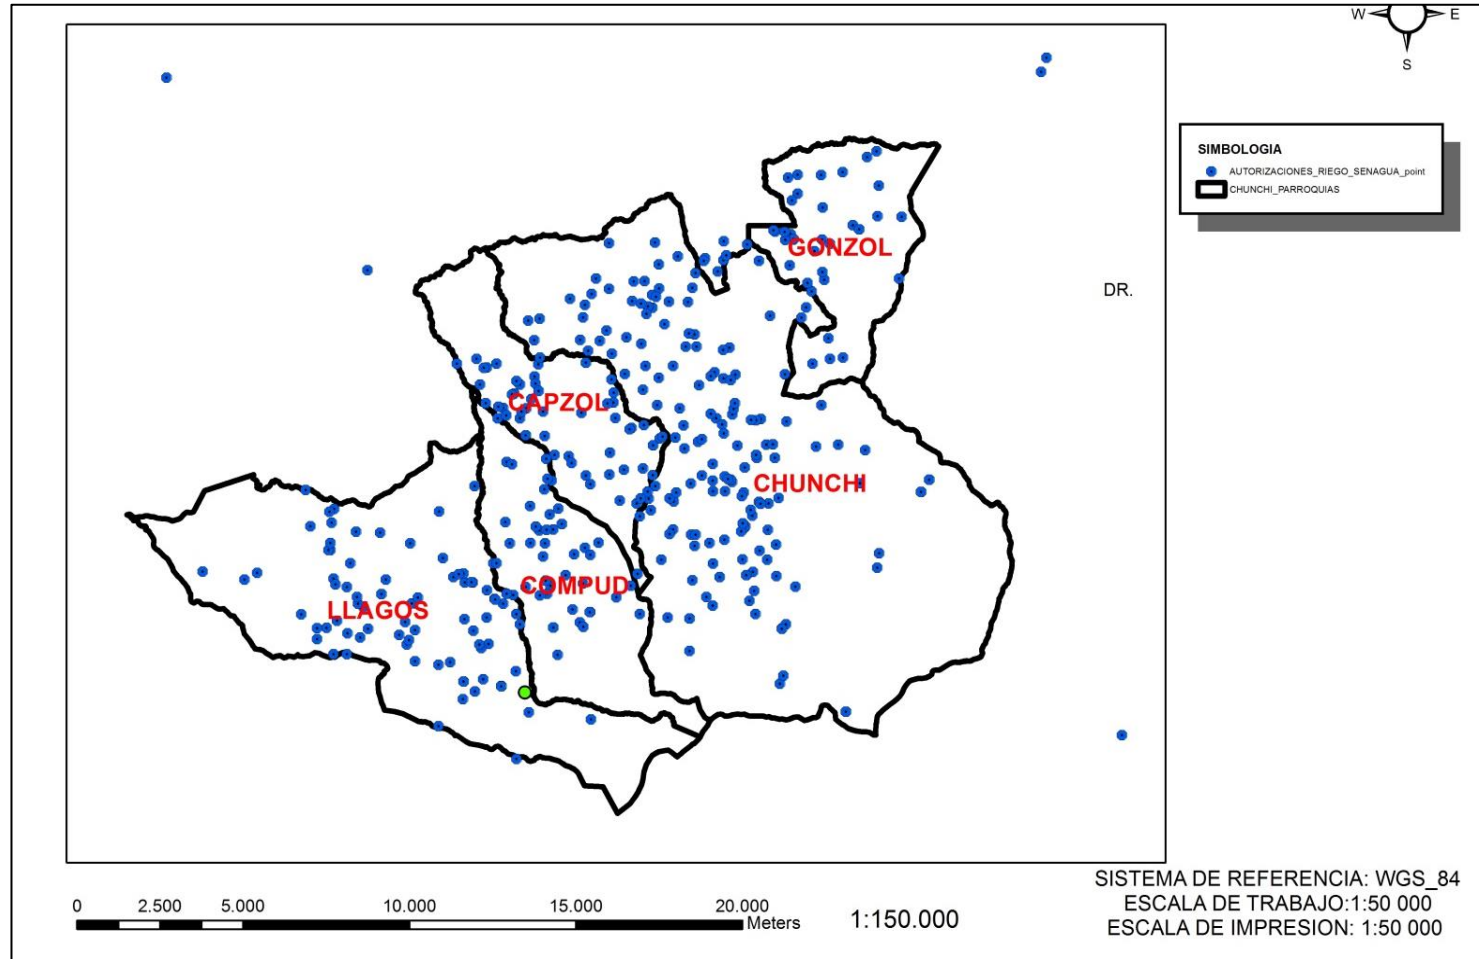 W E
S
SIMBOLOGIA
AUTORIZACIONES_RIEGO_SENAGUA_point
CHUNCHI_PARROQUIAS
GONZOL
DR.
CAPZOL
CHUNCHI
COMPUD
LLAGOS
0 2.500 5.000 10.000 15.000 20.000
Meters
1:150.000
SISTEMA DE REFERENCIA: WGS_84
ESCALA DE TRABAJO:1:50 000
ESCALA DE IMPRESION: 1:50 000